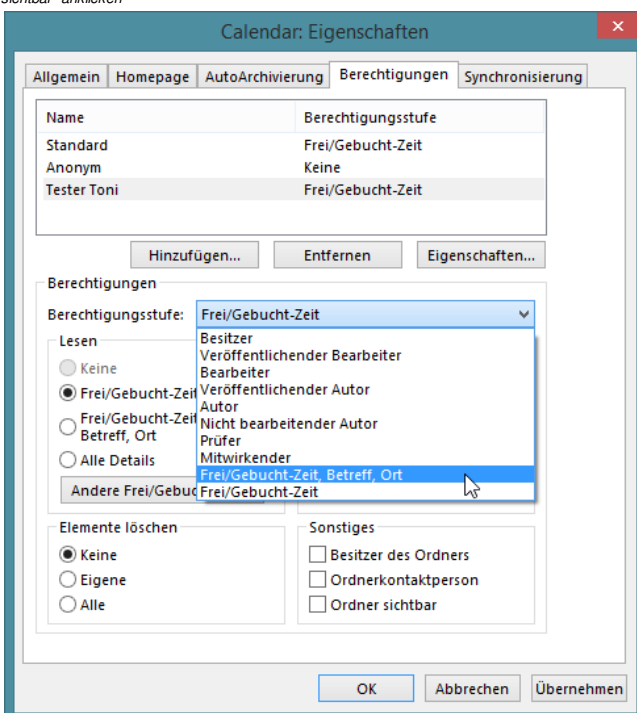 sichtbar" anklicken
Calendar: Eigenschaften
Allgemein Homepage AutoArchivierung Berechtigungen Synchronisierung
Name Berechtigungsstufe
Standard Frei/Gebucht-Zeit
Anonym Keine
Tester Toni Frei/Gebucht-Zeit
Hinzufügen... Entfernen Eigenschaften...
Berechtigungen
Berechtigungsstufe: Frei/Gebucht-Zeit
Besitzer
Veröffentlichender Bearbeiter
Bearbeiter
Veröffentlichender Autor
Autor
Nicht bearbeitender Autor
Prüfer
Mitwirkender
Frei/Gebucht-Zeit, Betreff, Ort
Frei/Gebucht-Zeit
Lesen
Keine
Frei/Gebucht-Zeit
Frei/Gebucht-Zeit
Betreff, Ort
Alle Details
Andere Frei/Gebuc
Elemente löschen
Keine
Eigene
Alle
Sonstiges
Besitzer des Ordners
Ordnerkontaktperson
Ordner sichtbar
OK Abbrechen Übernehmen